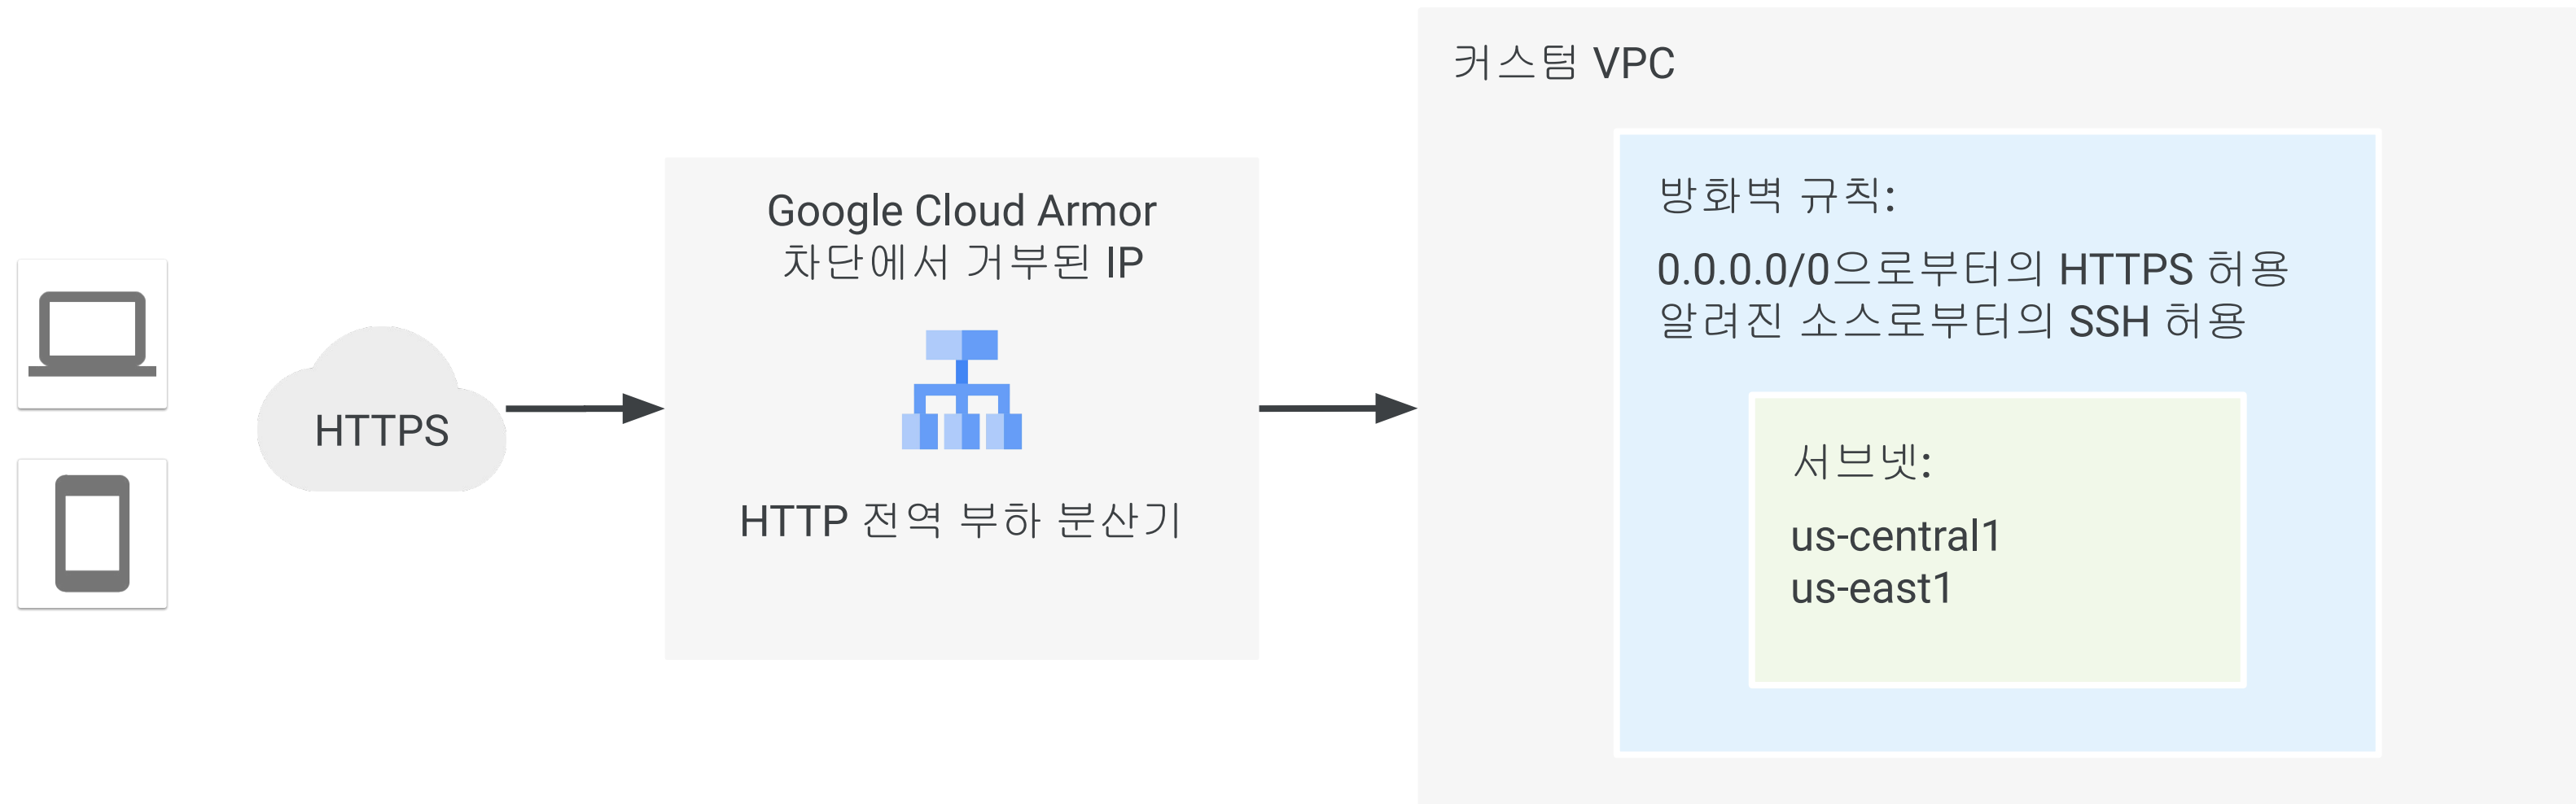 HTTPS
Google Cloud Armor
차단에서 거부된 IP
HTTP 전역 부하 분산기
커스텀 VPC
방화벽 규칙:
0.0.0.0/0으로부터의 HTTPS 허용
알려진 소스로부터의 SSH 허용
서브넷:
us-central1
us-east1